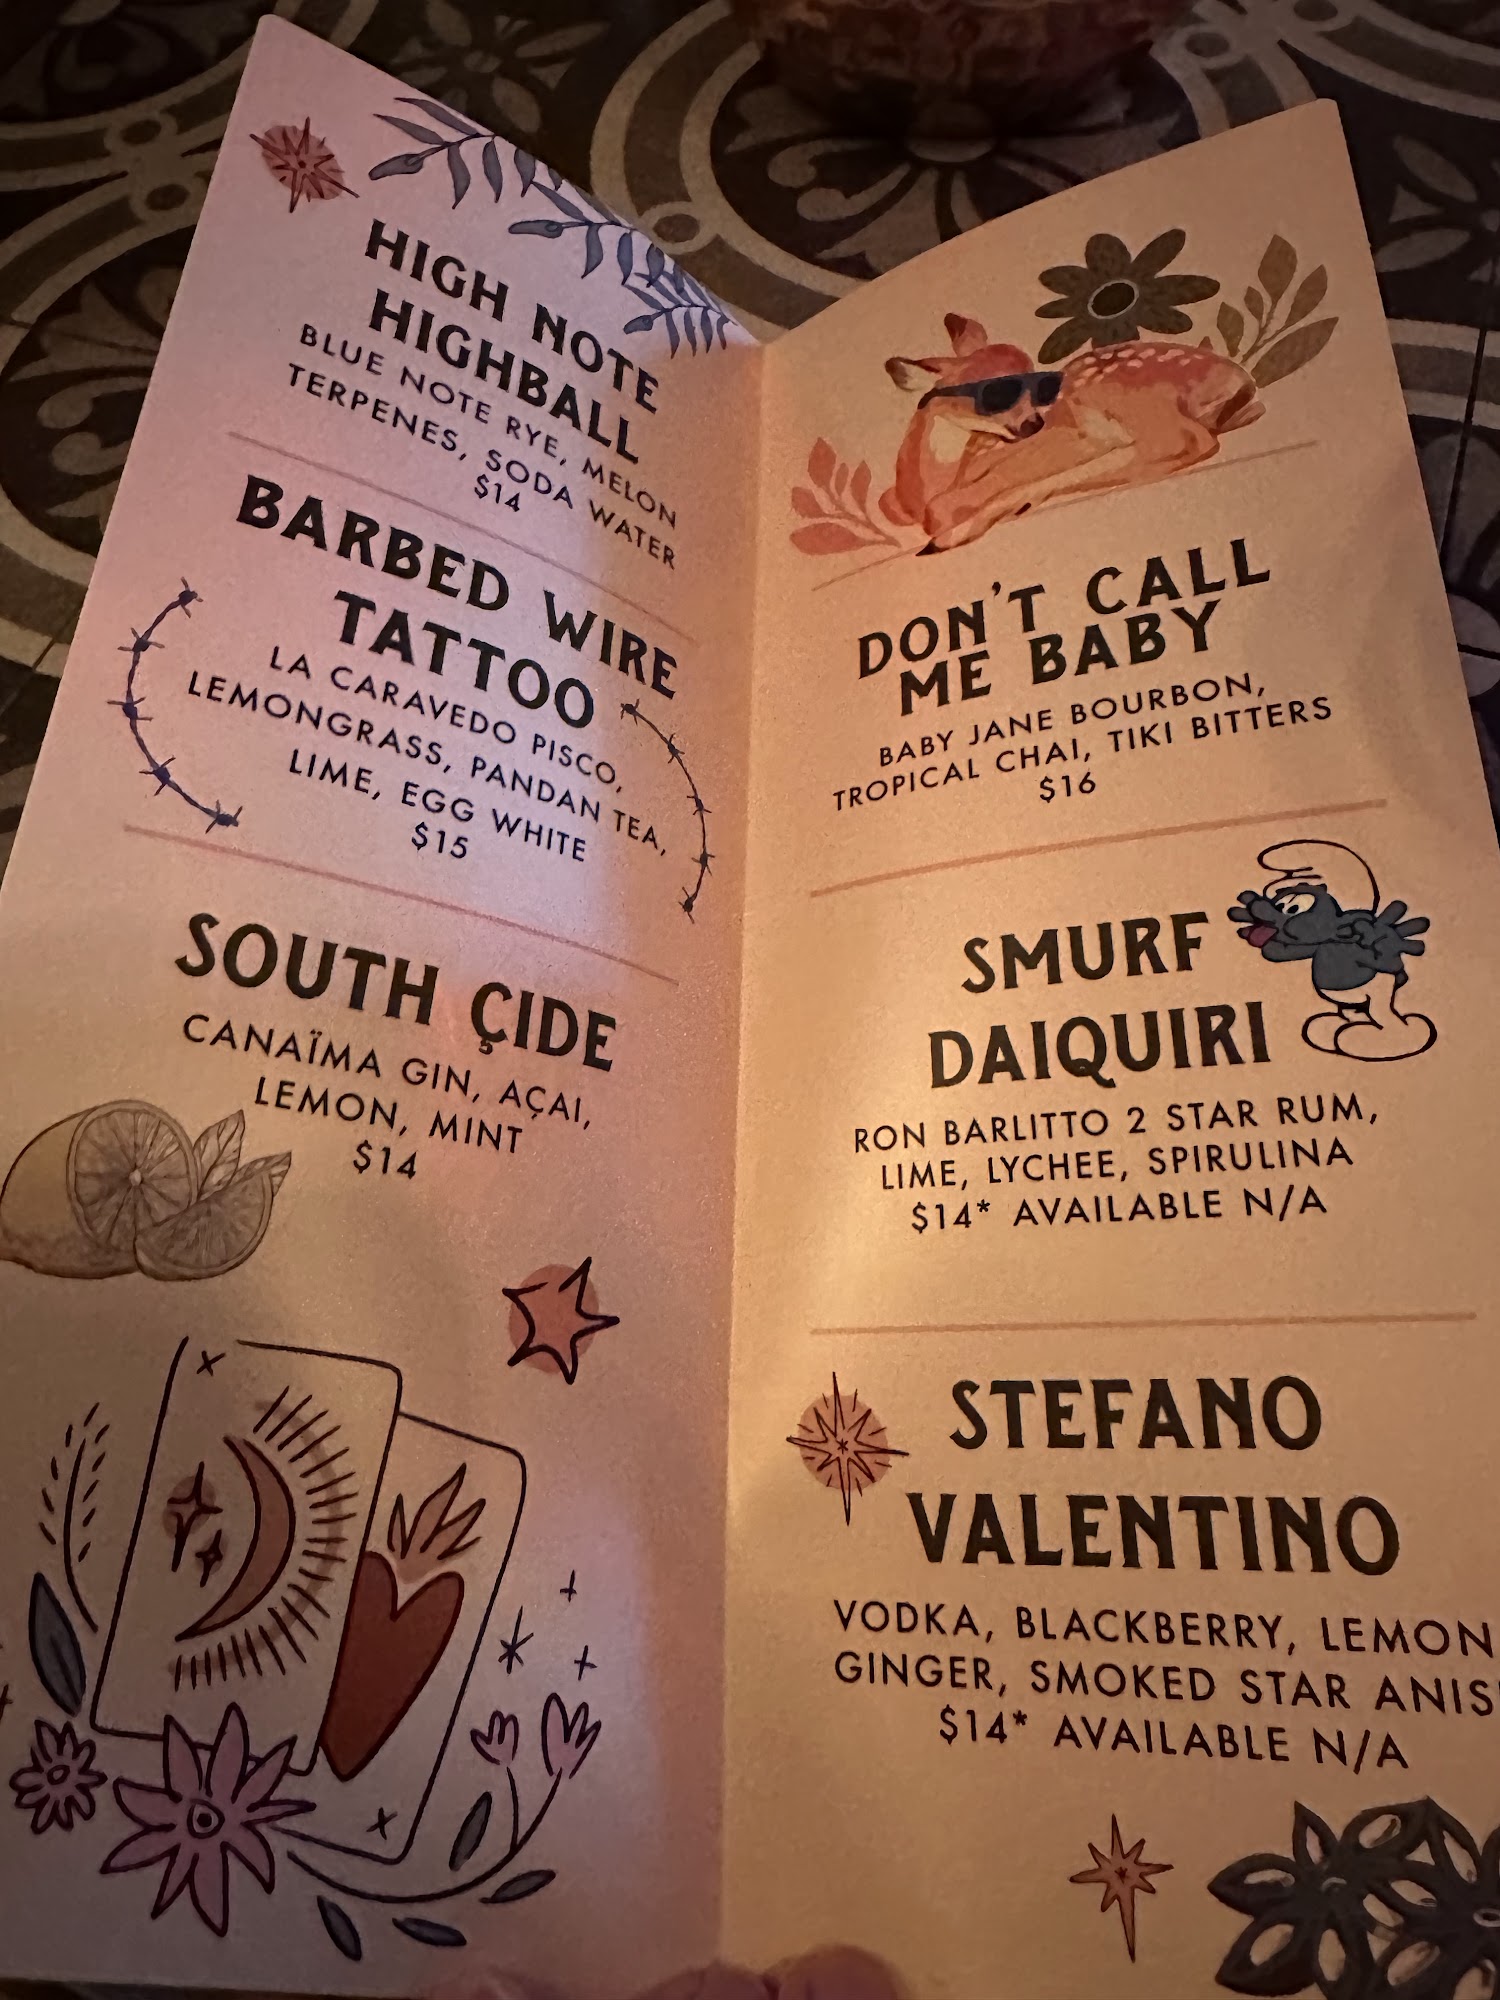 HIGH NOTE
HIGHBALL
BLUE NOTE RYE, MELON
TERPENES, SODA WATER
$14
BARBED WIRE
TATTOO
LA CARAVEDO PISCO,
LEMONGRASS, PANDAN TEA,
LIME, EGG WHITE
$15
SOUTH ÇIDE
CANAÏMA GIN, AÇAI,
LEMON, MINT
$14
DON'T CALL
ME BABY
BABY JANE BOURBON,
TROPICAL CHAI, TIKI BITTERS
$16
SMURF
DAIQUIRI
RON BARLITTO 2 STAR RUM,
LIME, LYCHEE, SPIRULINA
$14* AVAILABLE N/A
STEFANO
VALENTINO
VODKA, BLACKBERRY, LEMON
GINGER, SMOKED STAR ANIS
$14* AVAILABLE N/A